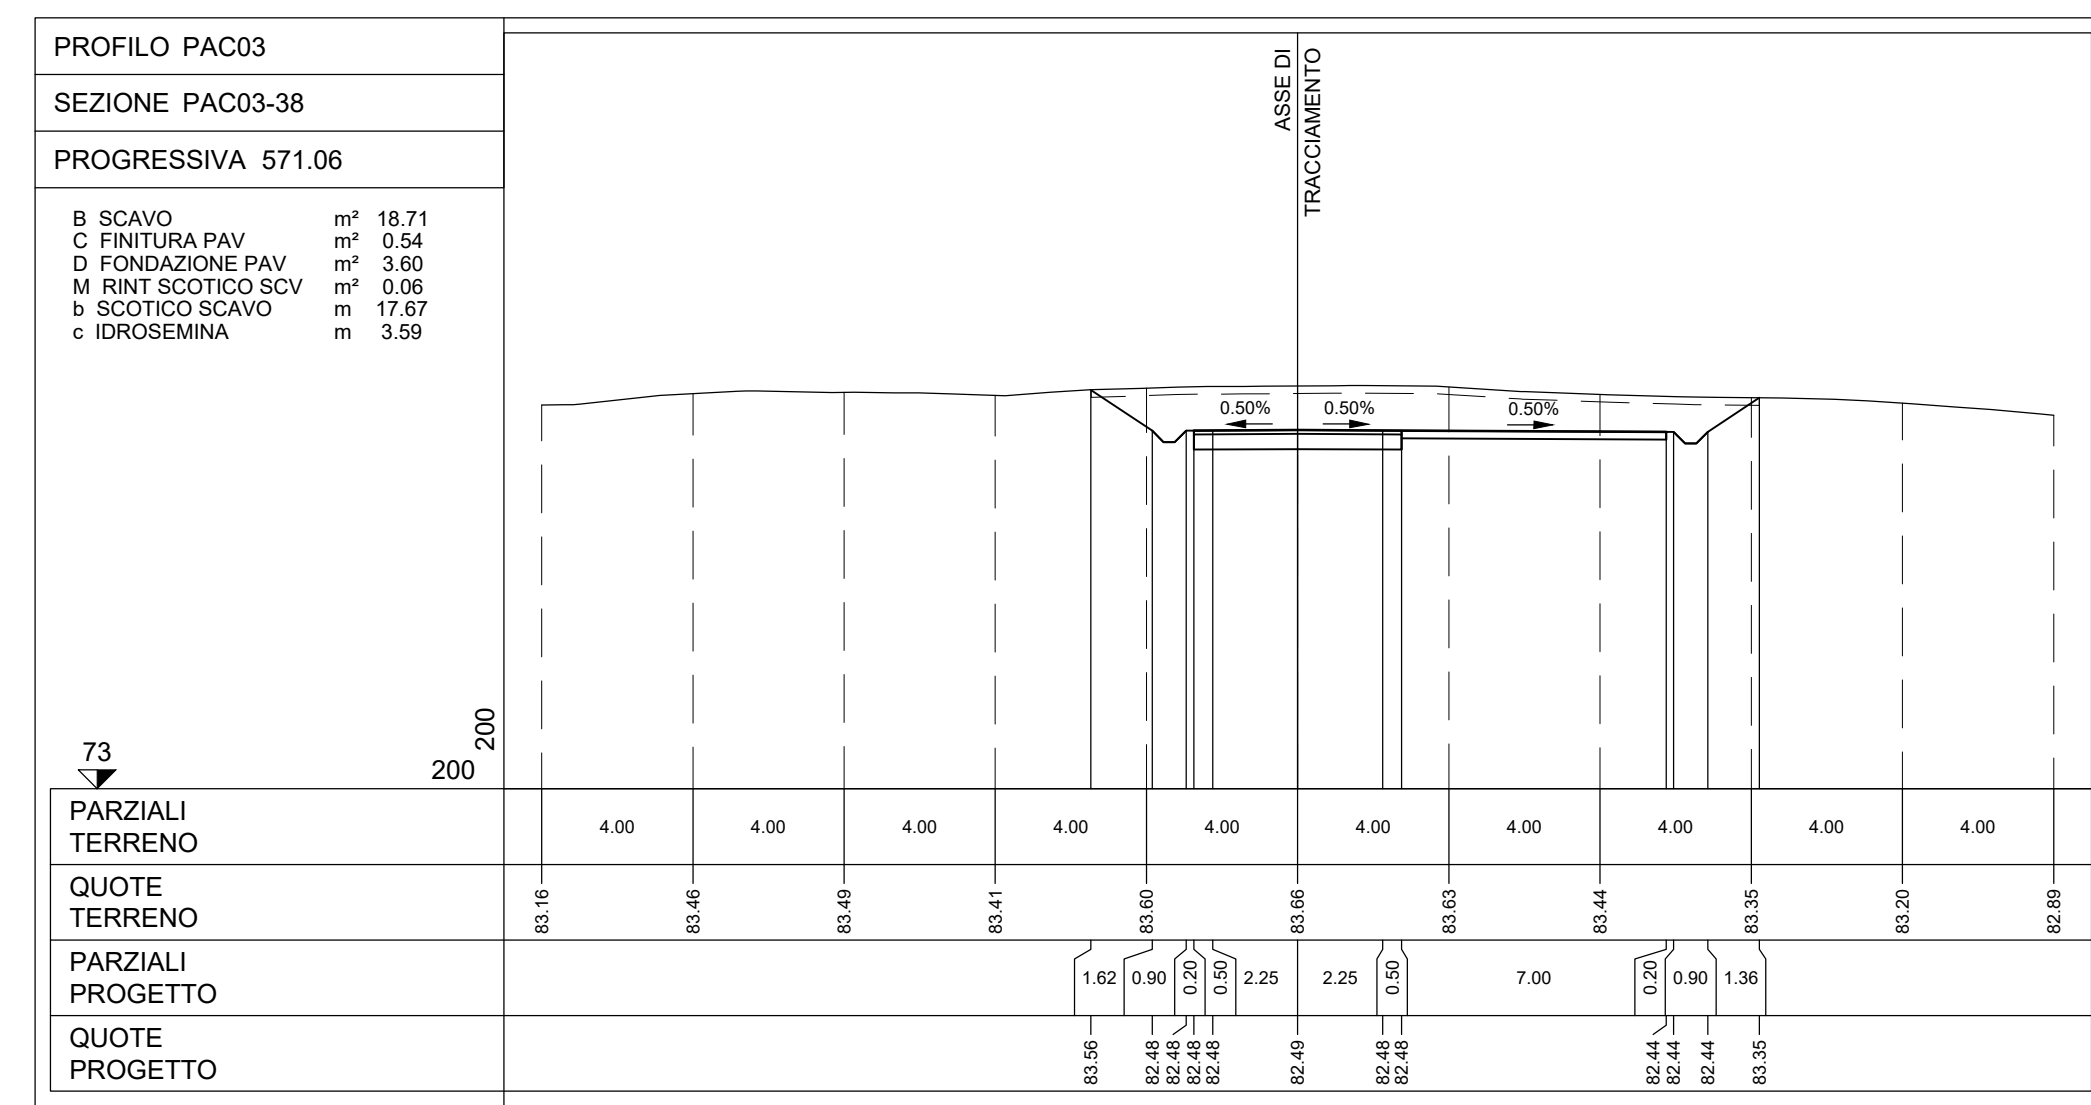 PROFILO PAC03
SEZIONE PAC03-38
PROGRESSIVA 571.06
B SCAVO m² 18.71
C FINITURA PAV m² 0.54
D FONDAZIONE PAV m² 3.60
M RINT SCOTICO SCV m² 0.06
b SCOTICO SCAVO m 17.67
c IDROSEMINA m 3.59
ASSE DI
TRACCIAMENTO
0.50% 0.50% 0.50%
73
200
200
PARZIALI
TERRENO
4.00 4.00 4.00 4.00 4.00 4.00 4.00 4.00 4.00 4.00
QUOTE
TERRENO
83.16 83.46 83.49 83.41 83.60 83.66 83.63 83.44 83.35 83.20 82.89
PARZIALI
PROGETTO
1.62 0.90 0.20 0.50 2.25 2.25 0.50 7.00 0.20 0.90 1.36
QUOTE
PROGETTO
83.56 82.48 82.48 82.48 82.48 82.49 82.48 82.48 82.44 82.44 82.44 83.35